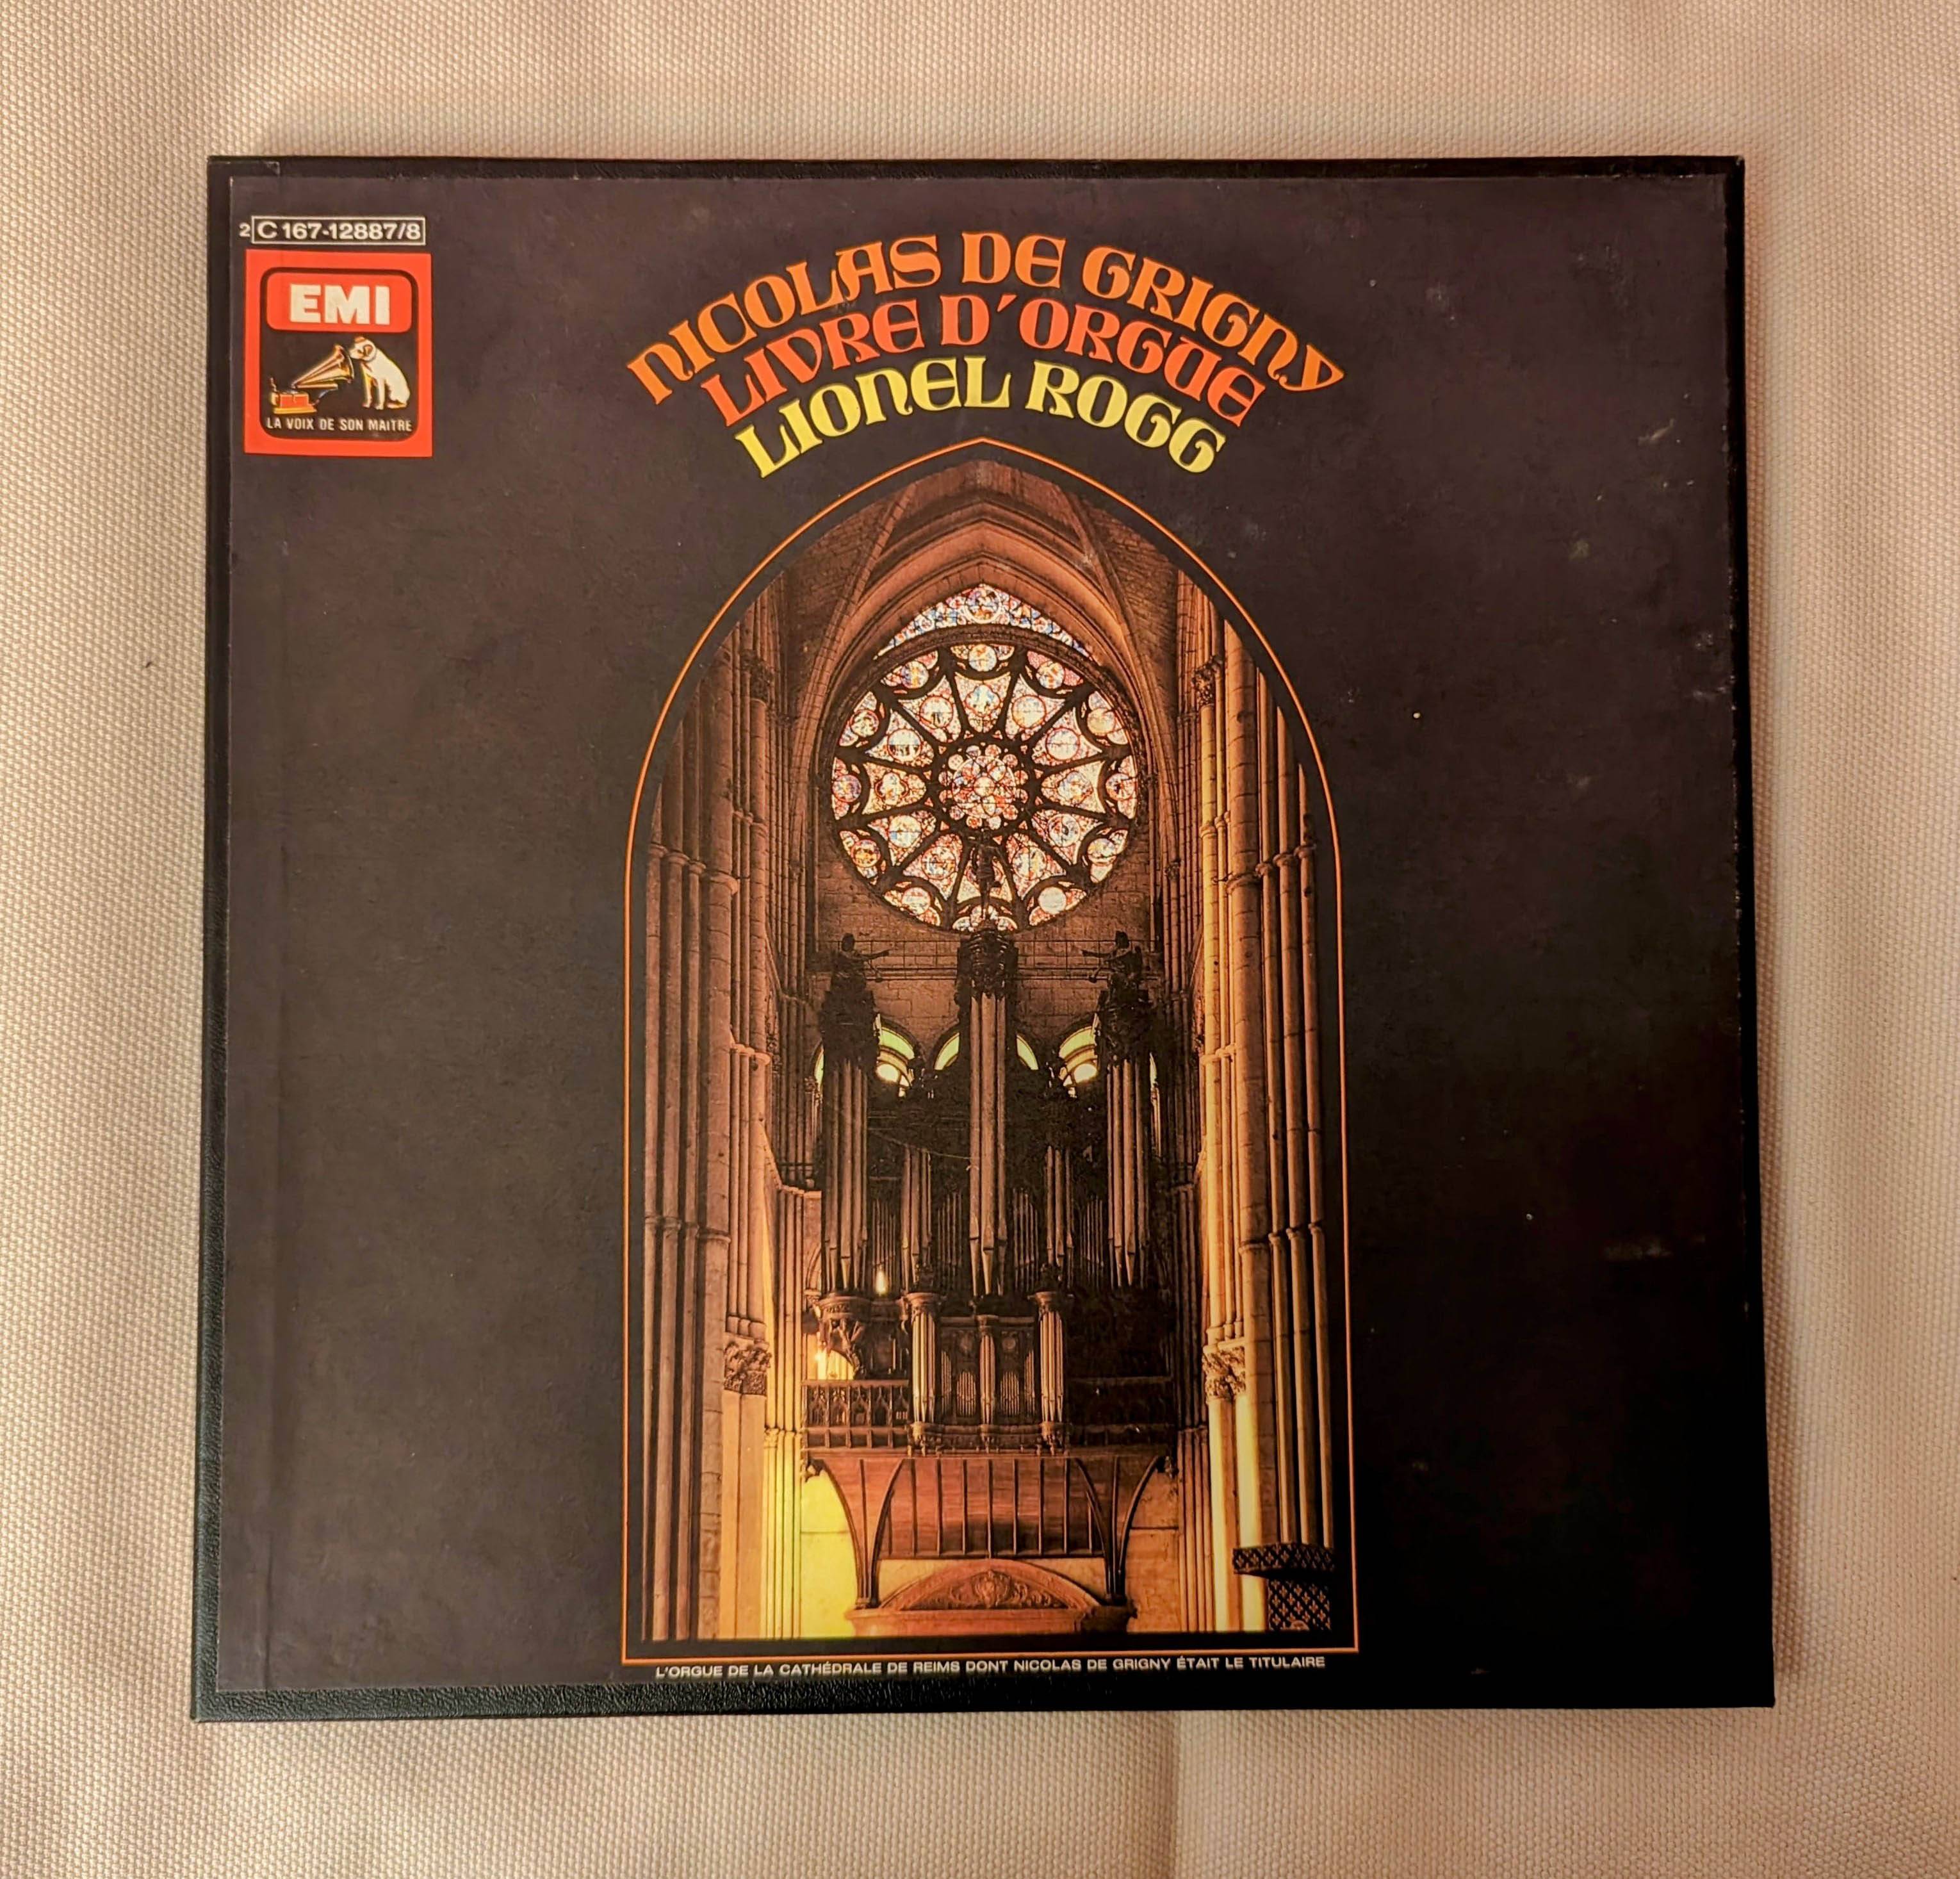 2 C 167-12887/8
EMI
LA VOIX DE SON MAITRE
NICOLAS DE GRIGNY
LIVRE D'ORGUE
LIONEL ROGG
L'ORGUE DE LA CATHÉDRALE DE REIMS DONT NICOLAS DE GRIGNY ÉTAIT LE TITULAIRE